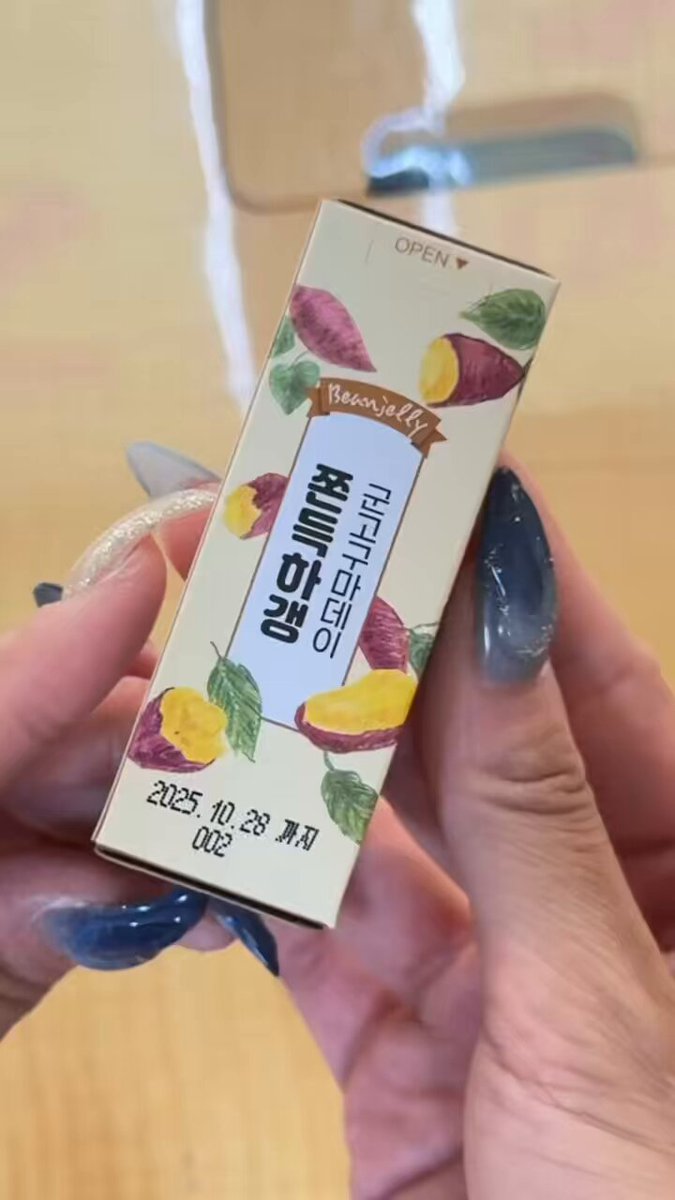 OPEN ▼
Beanjelly
군고구마데이
쫀득하갱
2025.10.28 까지
002